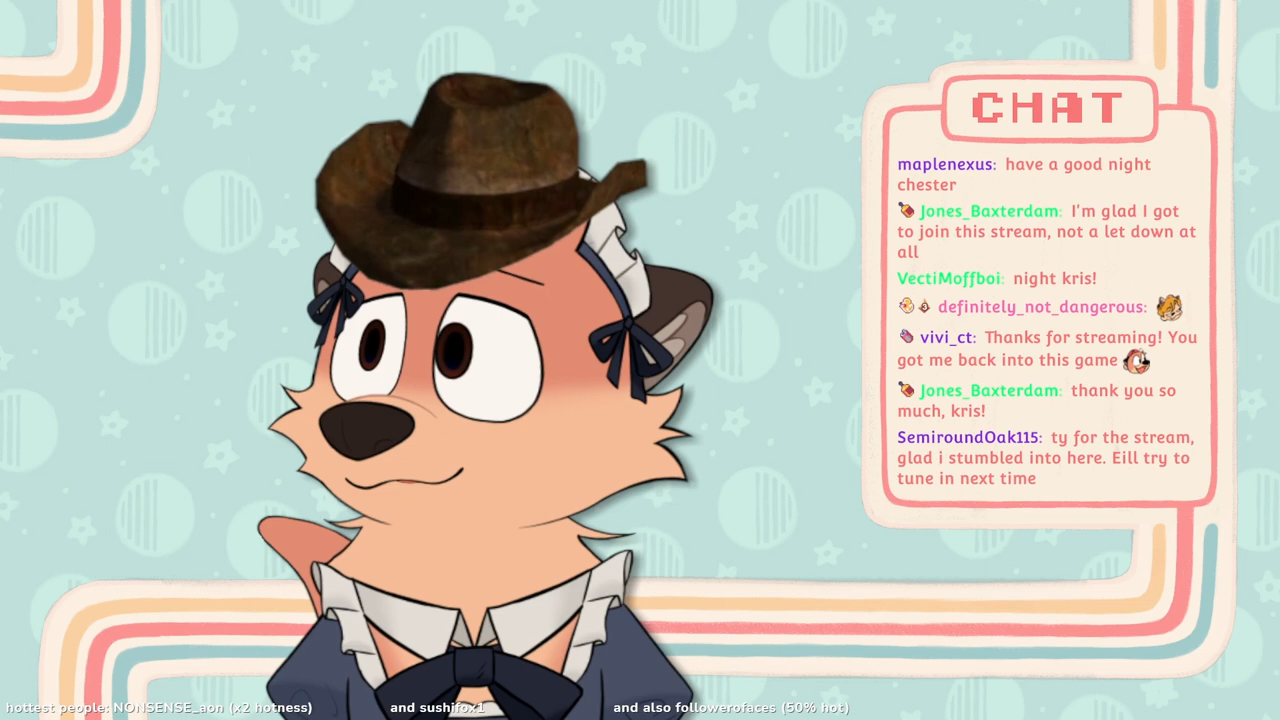 CHAT
maplenexus: have a good night
chester
Jones_Baxterdam: I'm glad I got
to join this stream, not a let down at
all
VectiMoffboi: night kris!
definitely_not_dangerous:
vivi_ct: Thanks for streaming! You
got me back into this game
Jones_Baxterdam: thank you so
much, kris!
SemiroundOak115: ty for the stream,
glad i stumbled into here. Eill try to
tune in next time
hottest people: NONSENSE_aon (x2 hotness) and sushifox1 and also followerofaces (50% hot)